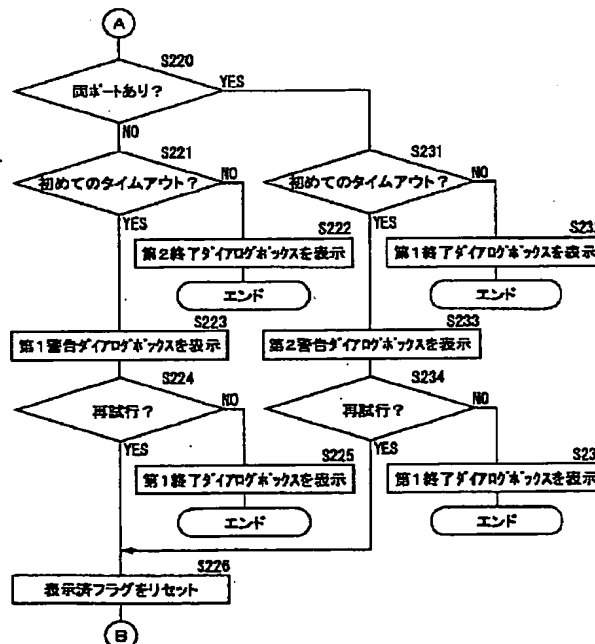 A
S220
両ポートあり？
YES
NO
S221
初めてのタイムアウト？
NO
YES
S231
初めてのタイムアウト？
NO
YES
S222
第2終了ダイアログボックスを表示
エンド
第1終了ダイアログボックスを表示
エンド
S223
第1警告ダイアログボックスを表示
S233
第2警告ダイアログボックスを表示
S224
再試行？
NO
YES
S234
再試行？
NO
YES
S225
第1終了ダイアログボックスを表示
エンド
第1終了ダイアログボックスを表示
エンド
S226
表示済フラグをリセット
B